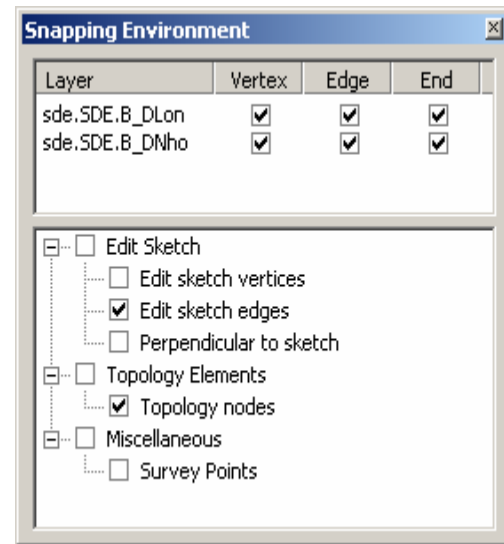 Snapping Environment
Layer Vertex Edge End
sde.SDE.B_DLon
sde.SDE.B_DNho
Edit Sketch
Edit sketch vertices
Edit sketch edges
Perpendicular to sketch
Topology Elements
Topology nodes
Miscellaneous
Survey Points